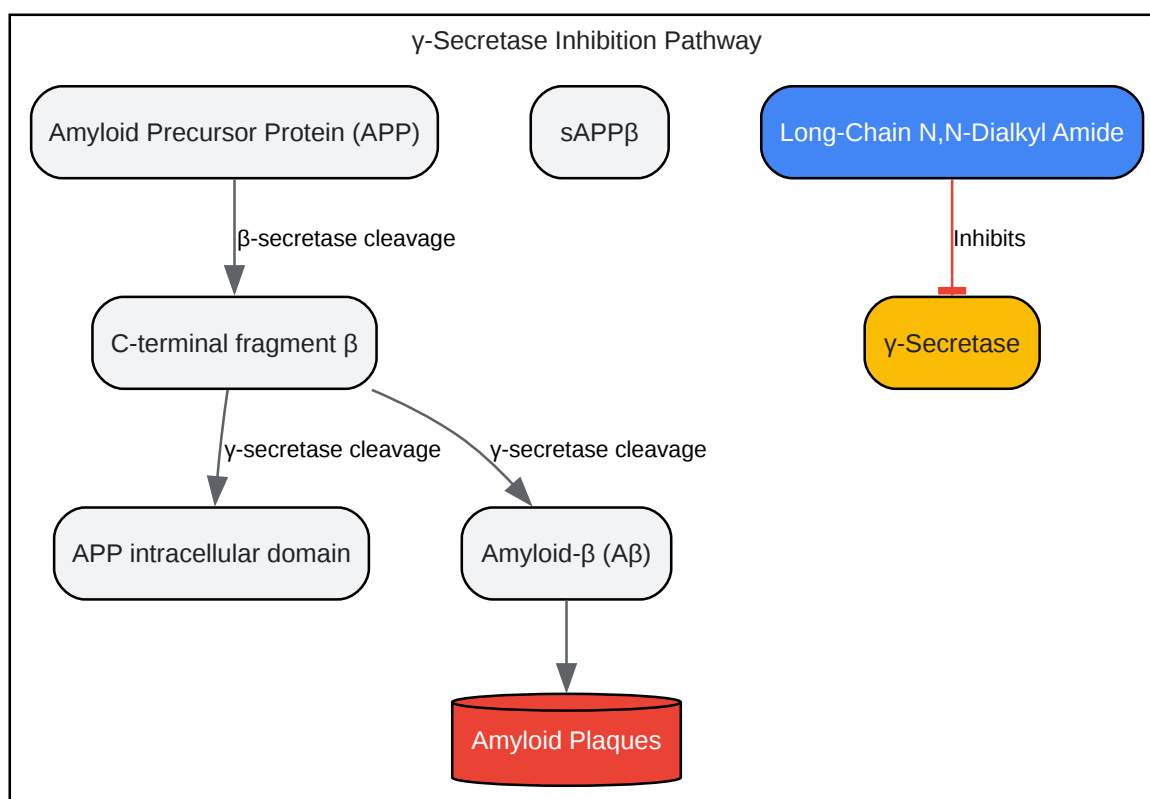 γ-Secretase Inhibition Pathway
Amyloid Precursor Protein (APP)
sAPPβ
Long-Chain N,N-Dialkyl Amide
β-secretase cleavage
Inhibits
C-terminal fragment β
γ-Secretase
γ-secretase cleavage
γ-secretase cleavage
APP intracellular domain
Amyloid-β (Aβ)
Amyloid Plaques